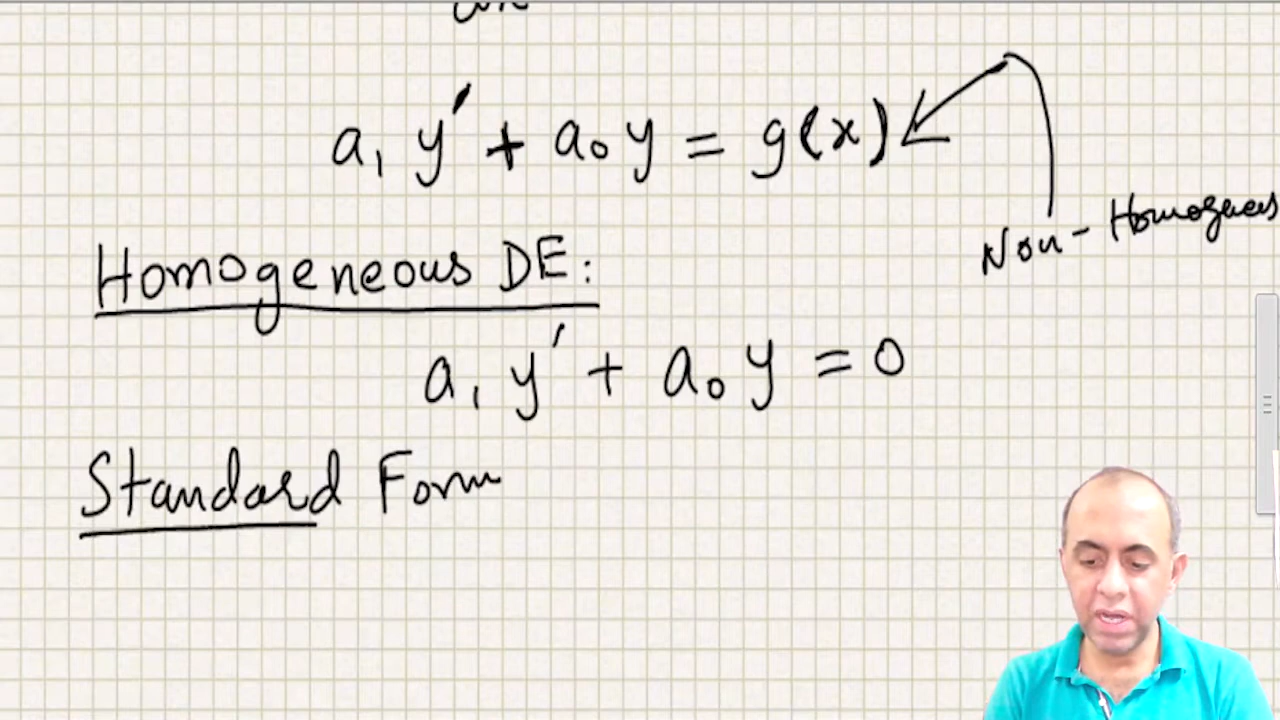 a₁ y′ + a₀ y = g(x)
Non-Homogeneous
Homogeneous DE:
a₁ y′ + a₀ y = 0
Standard Form